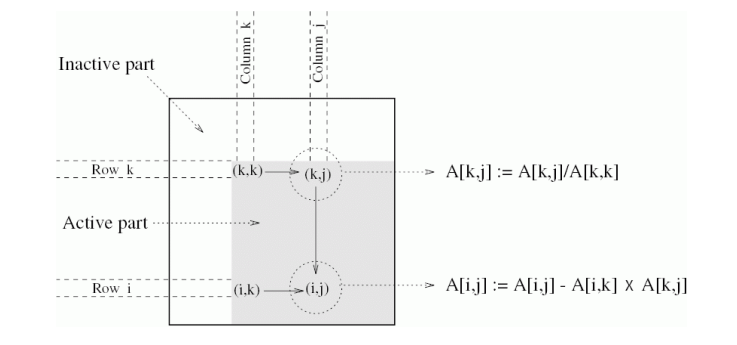 Column k
Column j
Inactive part
Row k
(k,k)
(k,j)
A[k,j] := A[k,j]/A[k,k]
Active part
Row i
(i,k)
(i,j)
A[i,j] := A[i,j] - A[i,k] x A[k,j]